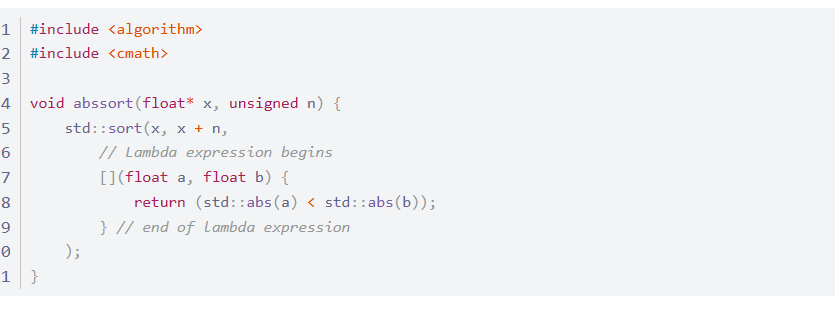 1 #include <algorithm>
2 #include <cmath>
3
4 void abssort(float* x, unsigned n) {
5     std::sort(x, x + n,
6         // Lambda expression begins
7         [](float a, float b) {
8             return (std::abs(a) < std::abs(b));
9         } // end of lambda expression
0     );
1 }